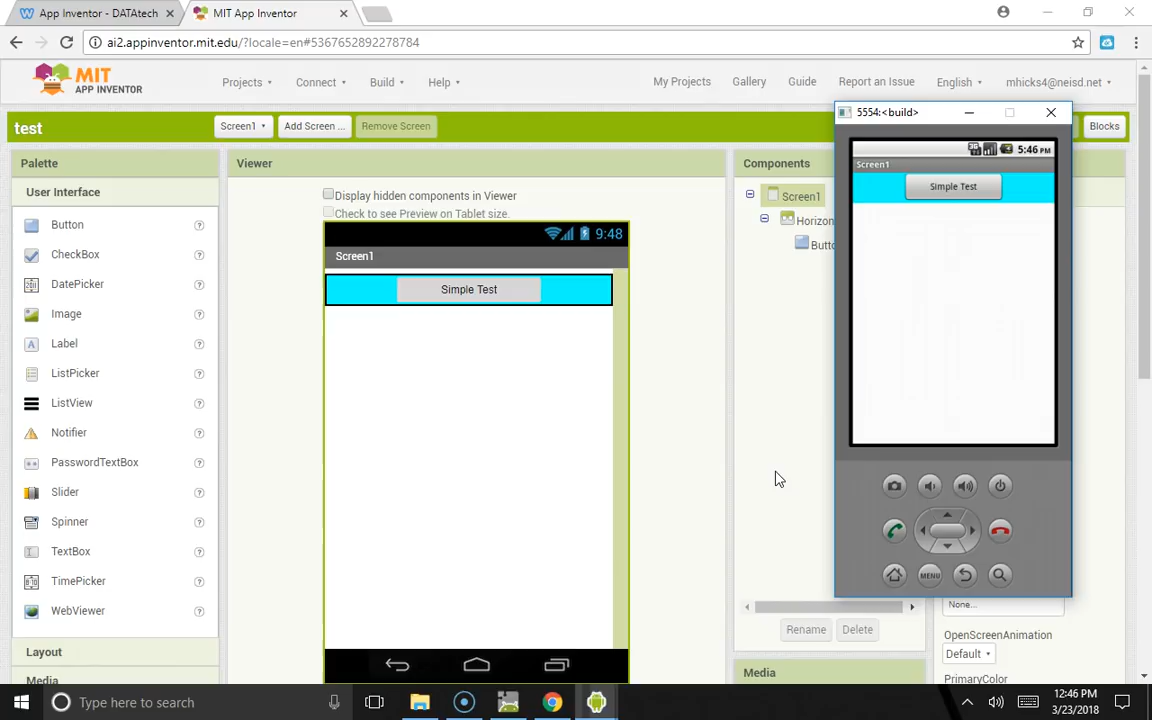 App Inventor - DATAtech
MIT App Inventor
ai2.appinventor.mit.edu/?locale=en#5367652892278784
MIT
APP INVENTOR
Projects
Connect
Build
Help
My Projects
Gallery
Guide
Report an Issue
English
mhicks4@neisd.net
test
Screen1
Add Screen ...
Remove Screen
Blocks
Palette
User Interface
Button
CheckBox
DatePicker
Image
Label
ListPicker
ListView
Notifier
PasswordTextBox
Slider
Spinner
TextBox
TimePicker
WebViewer
Layout
Media
Viewer
Display hidden components in Viewer
Check to see Preview on Tablet size.
9:48
Screen1
Simple Test
Components
Screen1
Horizon
Butto
Rename
Delete
Media
5554:<build>
5:46 PM
Screen1
Simple Test
MENU
None...
OpenScreenAnimation
Default
PrimaryColor
Type here to search
12:46 PM
3/23/2018